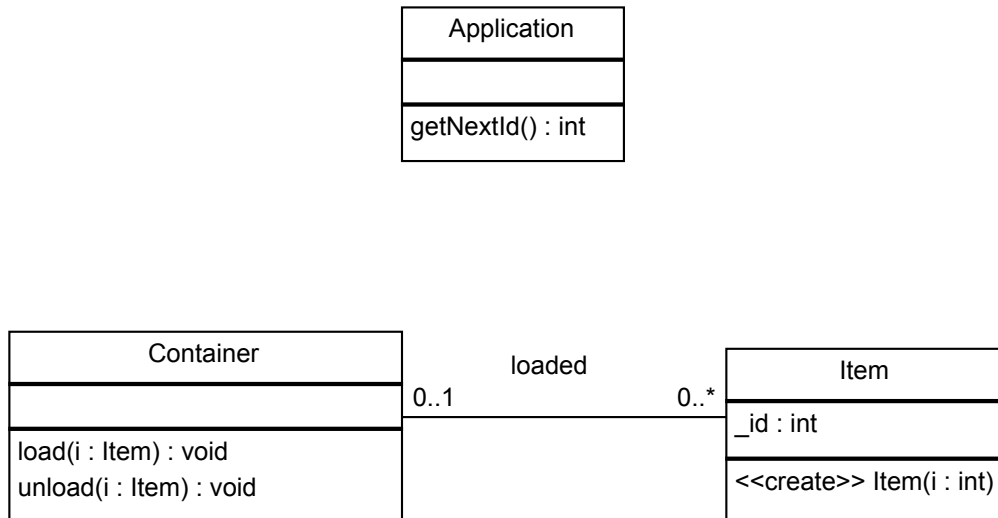 Application
getNextId() : int
Container
load(i : Item) : void
unload(i : Item) : void
loaded
0..1
0..*
Item
_id : int
<<create>> Item(i : int)